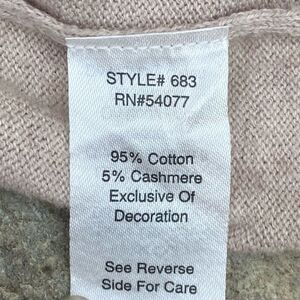 STYLE# 683
RN#54077
95% Cotton
5% Cashmere
Exclusive Of
Decoration
See Reverse
Side For Care